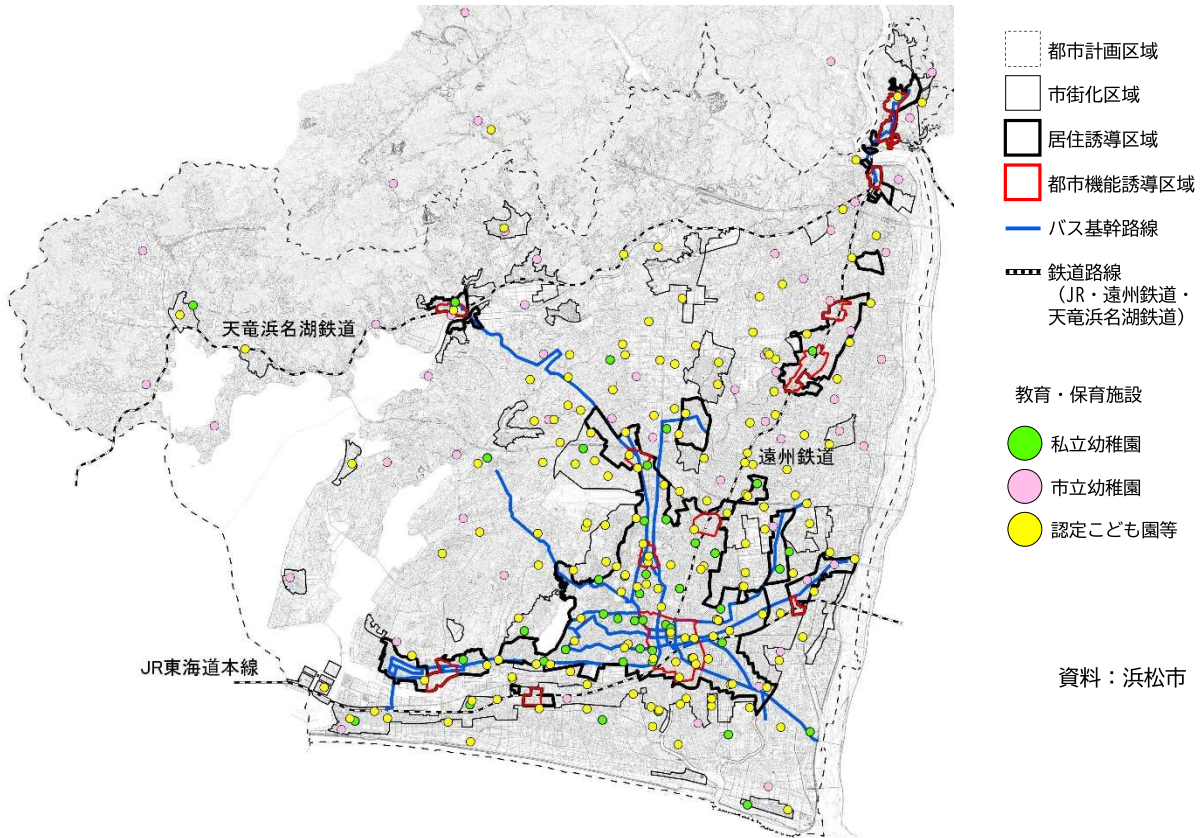 都市計画区域
市街化区域
居住誘導区域
都市機能誘導区域
バス基幹路線
鉄道路線
（JR・遠州鉄道・
天竜浜名湖鉄道）
教育・保育施設
私立幼稚園
市立幼稚園
認定こども園等
天竜浜名湖鉄道
遠州鉄道
JR東海道本線
資料：浜松市